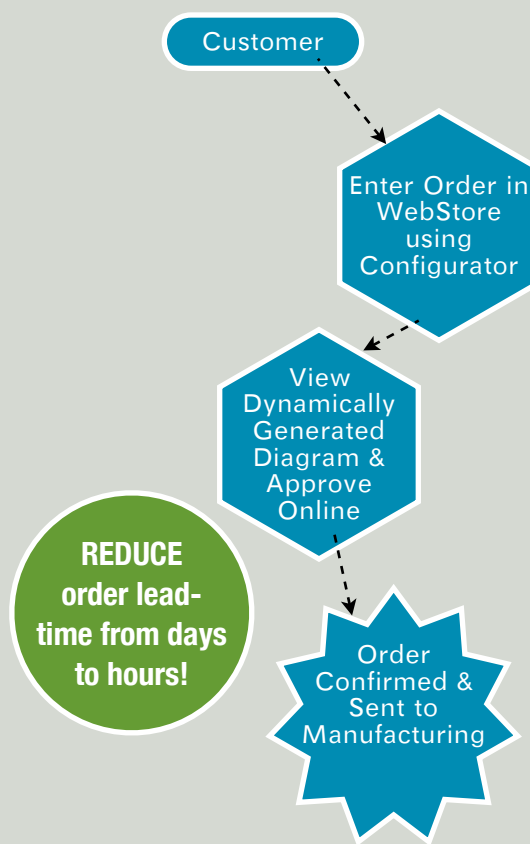 Customer
Enter Order in
WebStore
using
Configurator
View
Dynamically
Generated
Diagram &
Approve
Online
REDUCE
order lead-
time from days
to hours!
Order
Confirmed &
Sent to
Manufacturing